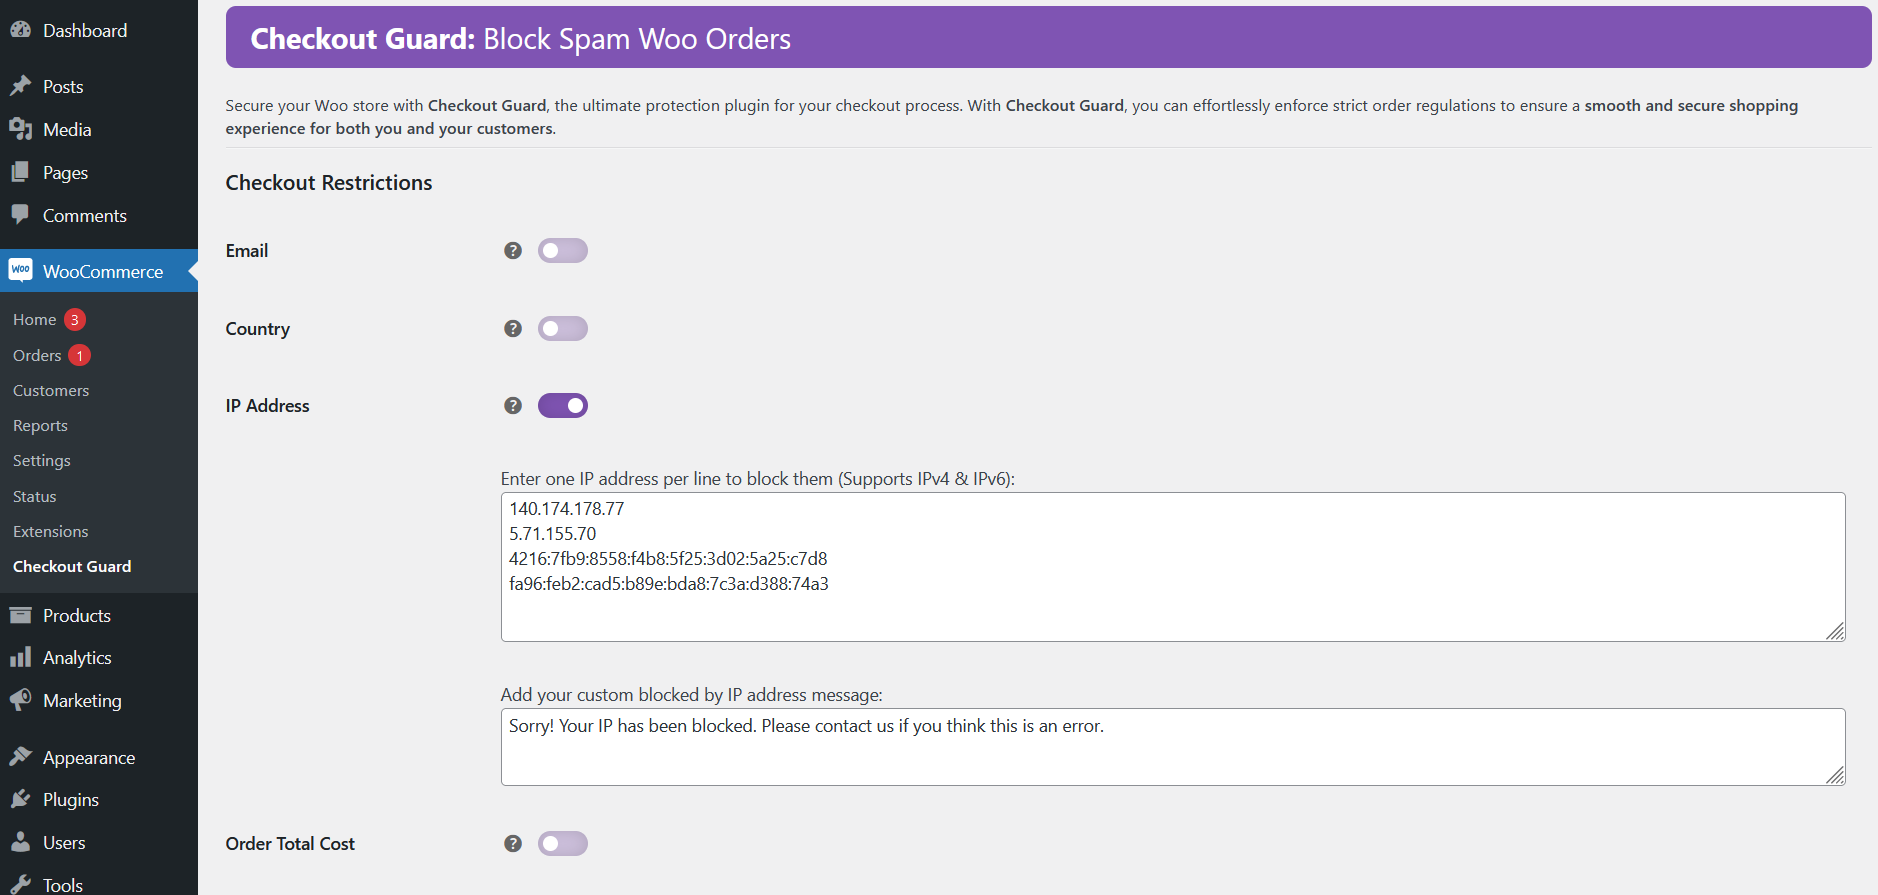 Dashboard
Posts
Media
Pages
Comments
Woo WooCommerce
Home 3
Orders 1
Customers
Reports
Settings
Status
Extensions
Checkout Guard
Products
Analytics
Marketing
Appearance
Plugins
Users
Tools
Checkout Guard: Block Spam Woo Orders
Secure your Woo store with Checkout Guard, the ultimate protection plugin for your checkout process. With Checkout Guard, you can effortlessly enforce strict order regulations to ensure a smooth and secure shopping
experience for both you and your customers.
Checkout Restrictions
Email ?
Country ?
IP Address ?
Enter one IP address per line to block them (Supports IPv4 & IPv6):
140.174.178.77
5.71.155.70
4216:7fb9:8558:f4b8:5f25:3d02:5a25:c7d8
fa96:feb2:cad5:b89e:bda8:7c3a:d388:74a3
Add your custom blocked by IP address message:
Sorry! Your IP has been blocked. Please contact us if you think this is an error.
Order Total Cost ?